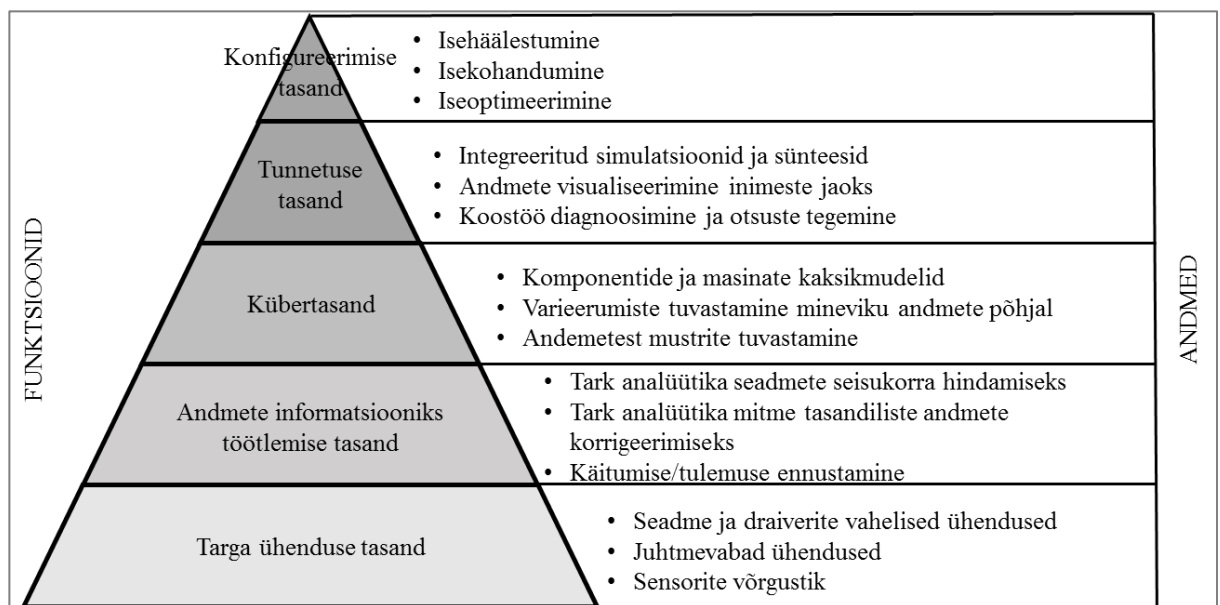 FUNKTSIOONID
Konfigureerimise
tasand
• Isehäälestumine
• Isekohandumine
• Iseoptimeerimine
Tunnetuse
tasand
• Integreeritud simulatsioonid ja sünteesid
• Andmete visualiseerimine inimeste jaoks
• Koostöö diagnoosimine ja otsuste tegemine
Kübertasand
• Komponentide ja masinate kaksikmudelid
• Varieerumiste tuvastamine mineviku andmete põhjal
• Andemetest mustrite tuvastamine
Andmete informatsiooniks
töötlemise tasand
• Tark analüütika seadmete seisukorra hindamiseks
• Tark analüütika mitme tasandiliste andmete
korrigeerimiseks
• Käitumise/tulemuse ennustamine
Targa ühenduse tasand
• Seadme ja draiverite vahelised ühendused
• Juhtmevabad ühendused
• Sensorite võrgustik
ANDMED